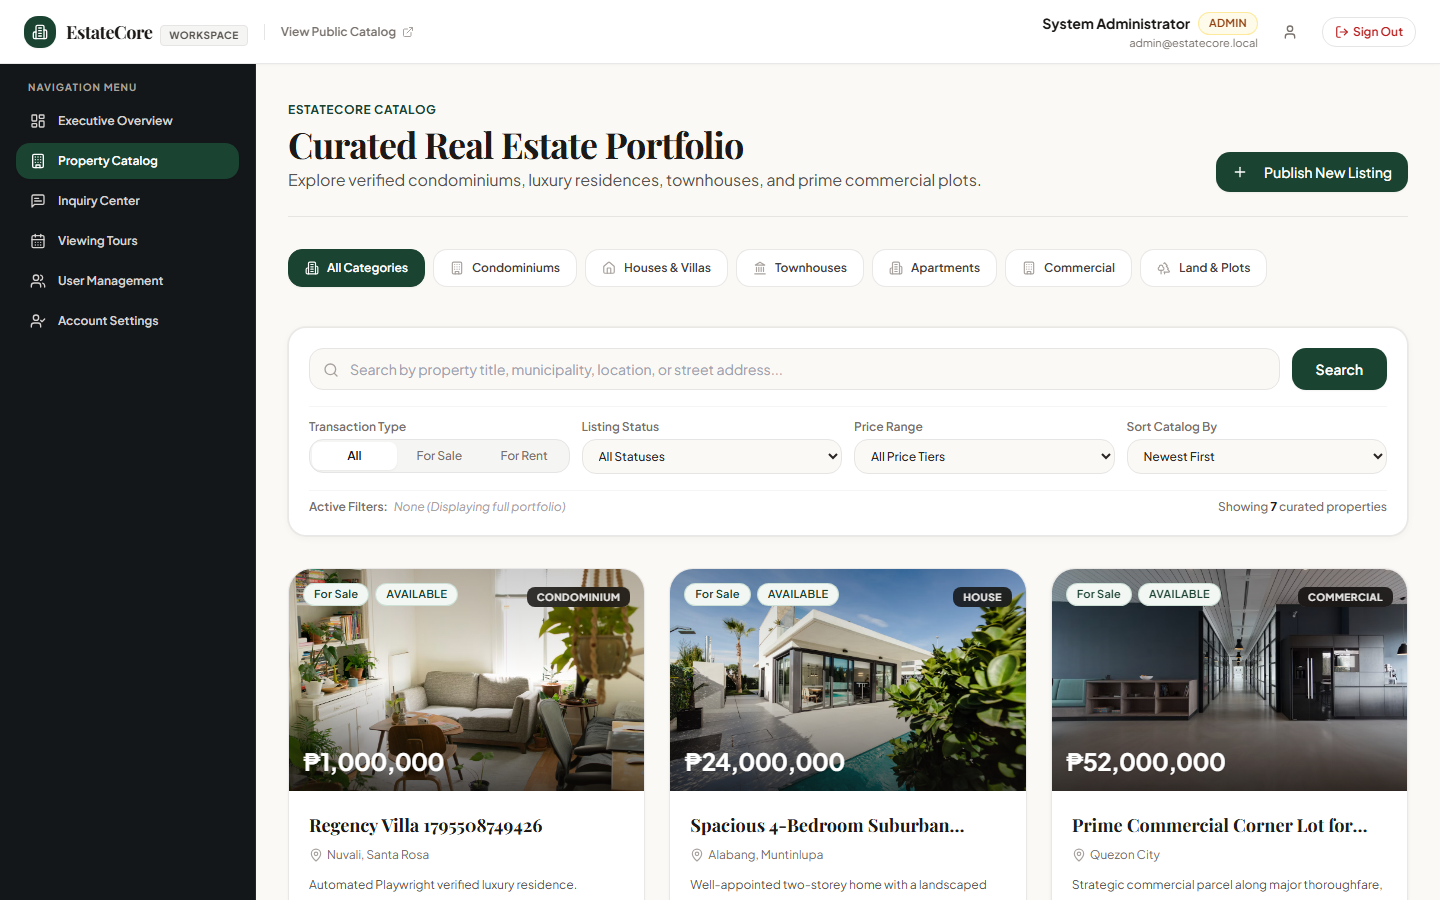 EstateCore WORKSPACE View Public Catalog
System Administrator ADMIN
admin@estatecore.local
Sign Out
NAVIGATION MENU
Executive Overview
Property Catalog
Inquiry Center
Viewing Tours
User Management
Account Settings
ESTATECORE CATALOG
Curated Real Estate Portfolio
Explore verified condominiums, luxury residences, townhouses, and prime commercial plots.
Publish New Listing
All Categories Condominiums Houses & Villas Townhouses Apartments Commercial Land & Plots
Search by property title, municipality, location, or street address...
Search
Transaction Type Listing Status Price Range Sort Catalog By
All For Sale For Rent All Statuses All Price Tiers Newest First
Active Filters: None (Displaying full portfolio) Showing 7 curated properties
For Sale AVAILABLE CONDOMINIUM
₱1,000,000
Regency Villa 1795508749426
Nuvali, Santa Rosa
Automated Playwright verified luxury residence.
For Sale AVAILABLE HOUSE
₱24,000,000
Spacious 4-Bedroom Suburban...
Alabang, Muntinlupa
Well-appointed two-storey home with a landscaped
For Sale AVAILABLE COMMERCIAL
₱52,000,000
Prime Commercial Corner Lot for...
Quezon City
Strategic commercial parcel along major thoroughfare,